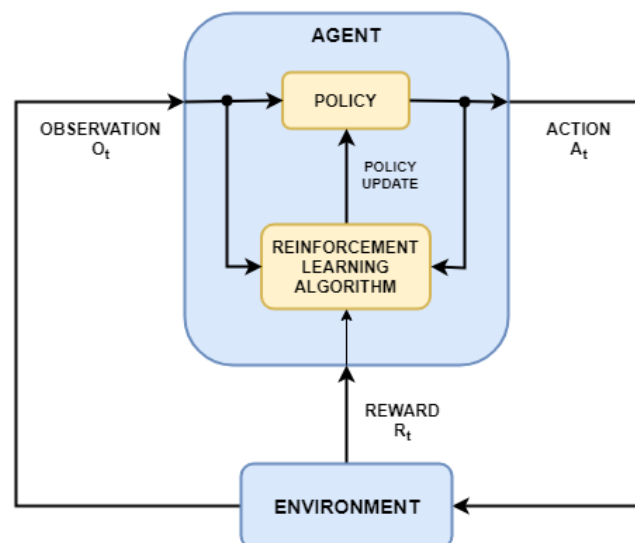 AGENT
POLICY
OBSERVATION
Ot
ACTION
At
POLICY
UPDATE
REINFORCEMENT
LEARNING
ALGORITHM
REWARD
Rt
ENVIRONMENT